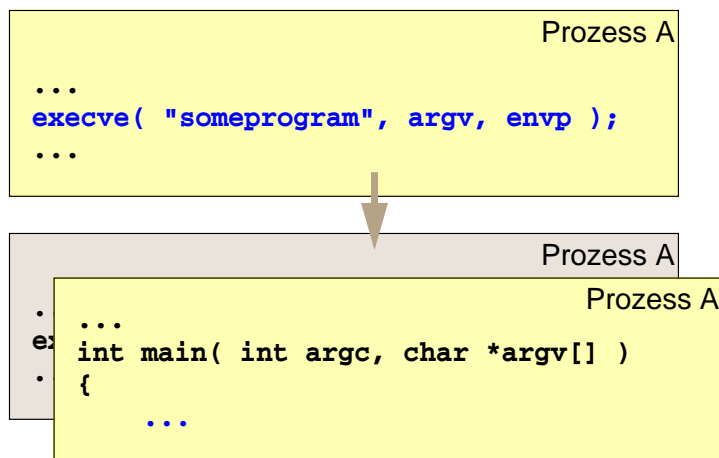 Prozess A
...
execve( "someprogram", argv, envp );
...
Prozess A
Prozess A
...
int main( int argc, char *argv[] )
{
...